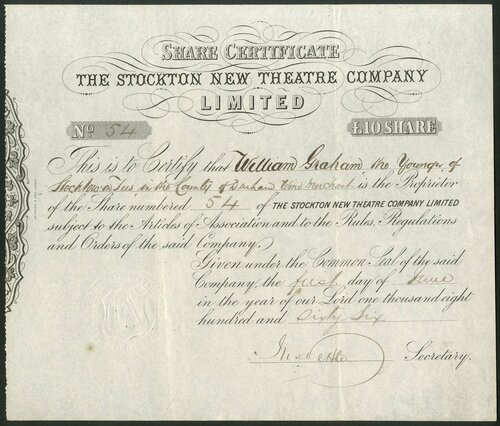 SHARE CERTIFICATE
THE STOCKTON NEW THEATRE COMPANY
LIMITED
No 54
£10 SHARE
This is to Certify that William Graham the Younger, of
Stockton on Tees in the County of Durham Wine Merchant is the Proprietor
of the Share numbered 54 of THE STOCKTON NEW THEATRE COMPANY LIMITED
subject to the Articles of Association and to the Rules, Regulations
and Orders of the said Company.
Given under the Common Seal of the said
Company, the first day of June
in the year of our Lord one thousand eight
hundred and Sixty Six
Secretary.